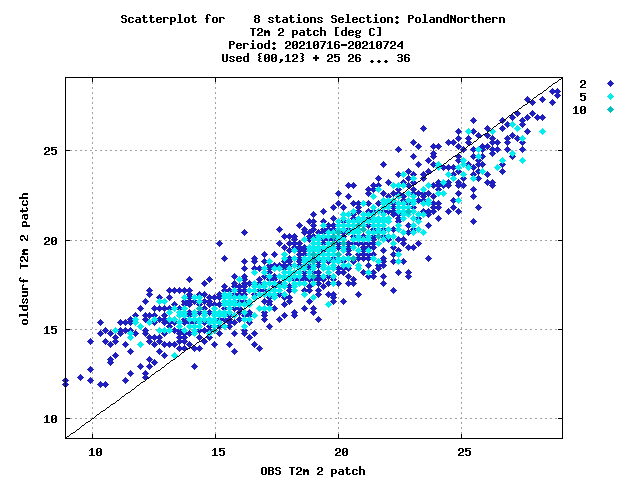 Scatterplot for    8 stations Selection: PolandNorthern
T2m 2 patch [deg C]
Period: 20210716-20210724
Used {00,12} + 25 26 ... 36
2
5
10
25
20
15
10
oldsurf T2m 2 patch
10 15 20 25
OBS T2m 2 patch